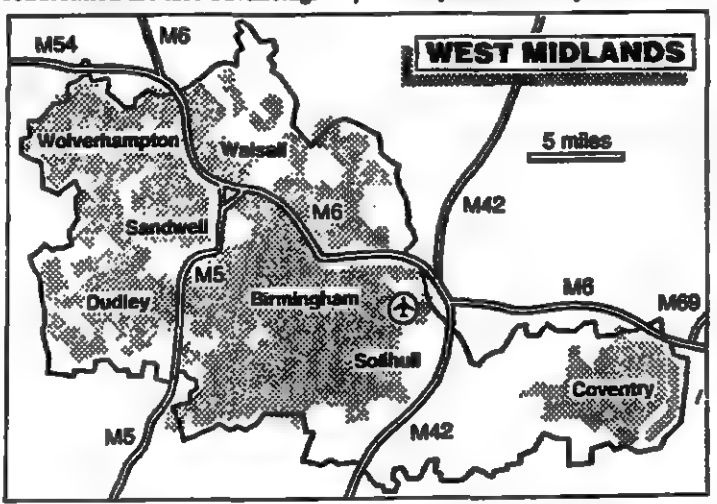 M54
M6
WEST MIDLANDS
Wolverhampton
Walsall
5 miles
M6
M42
Sandwell
M5
Dudley
Birmingham
M6
M69
Solihull
Coventry
M5
M42